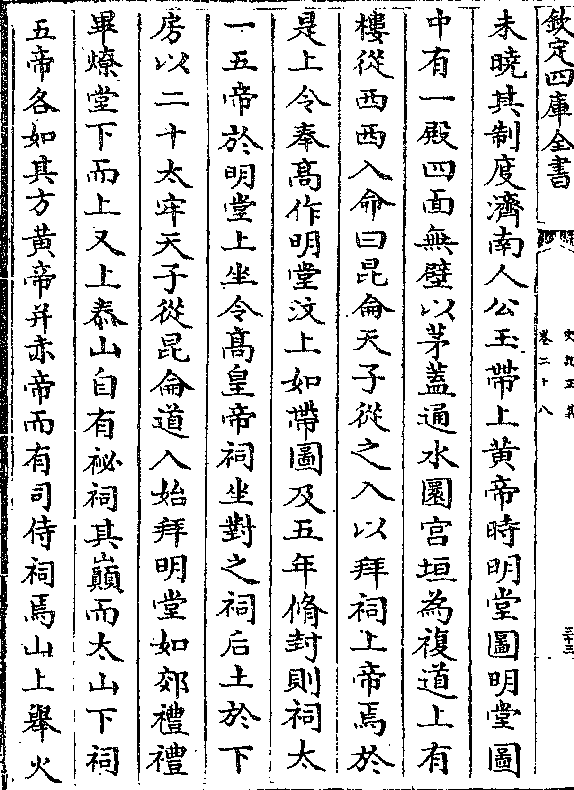 欽定四庫全書
史記正義
卷二十八
三十三
未曉其制度濟南人公玉帶上黄帝時明堂圖明堂圖
中有一殿四面無壁以茅蓋通水圜宫垣為複道上有
樓從西西入命曰昆侖天子從之入以拜祠上帝焉於
是上令奉高作明堂汶上如帶圖及五年脩封則祠太
一五帝於明堂上坐令高皇帝祠坐對之祠后土於下
房以二十太牢天子從昆侖道入始拜明堂如郊禮禮
畢燎堂下而上又上泰山自有祕祠其巔而太山下祠
五帝各如其方黄帝并赤帝而有司侍祠焉山上舉火